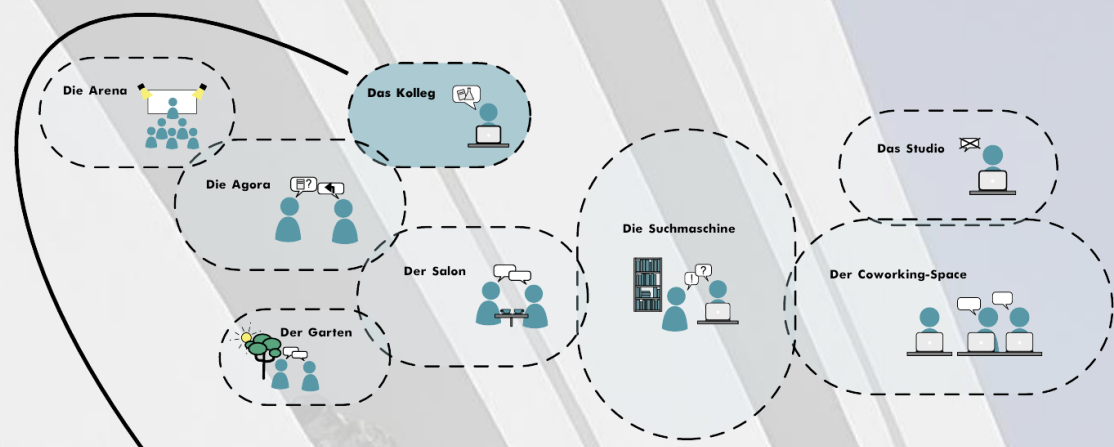 Die Arena
Das Kolleg
Das Studio
Die Agora
?
Die Suchmaschine
Der Salon
! ?
Der Coworking-Space
Der Garten